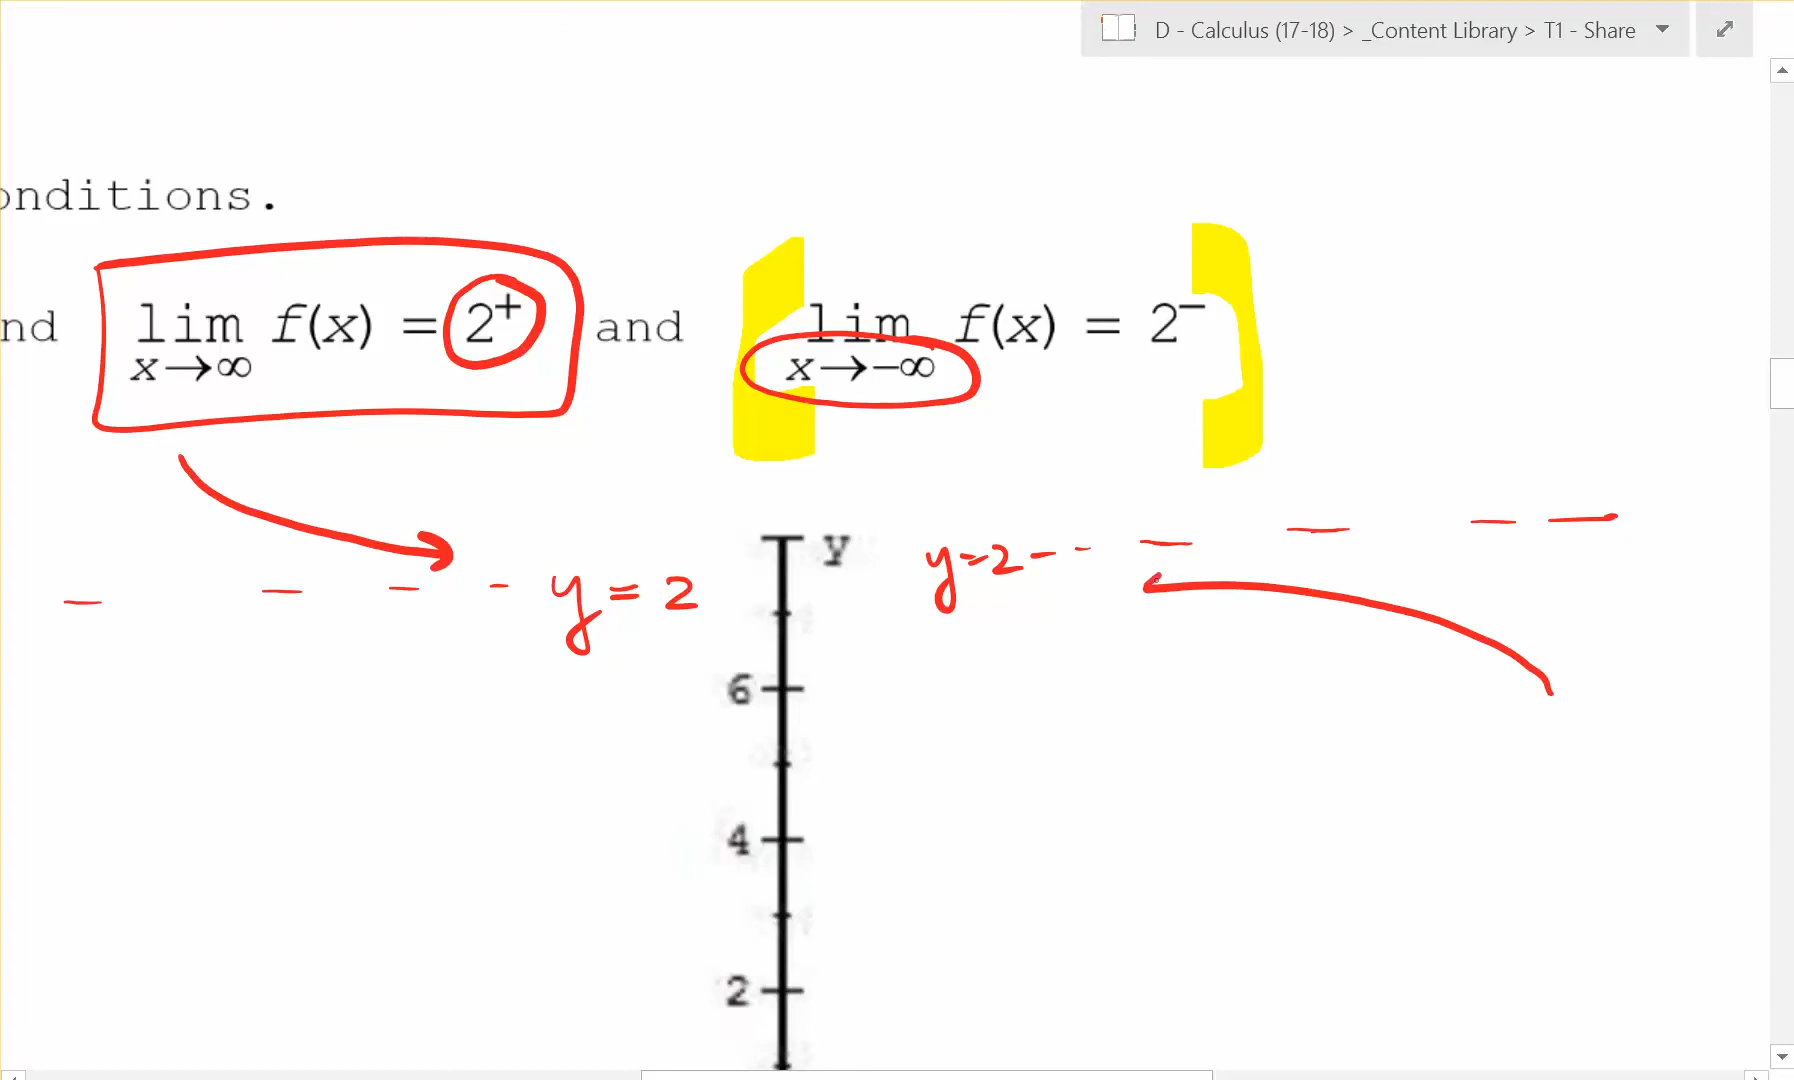 D - Calculus (17-18) > _Content Library > T1 - Share
onditions.
nd lim x→∞ f(x) = 2⁺ and lim x→-∞ f(x) = 2⁻
y = 2
y
y=2
6
4
2